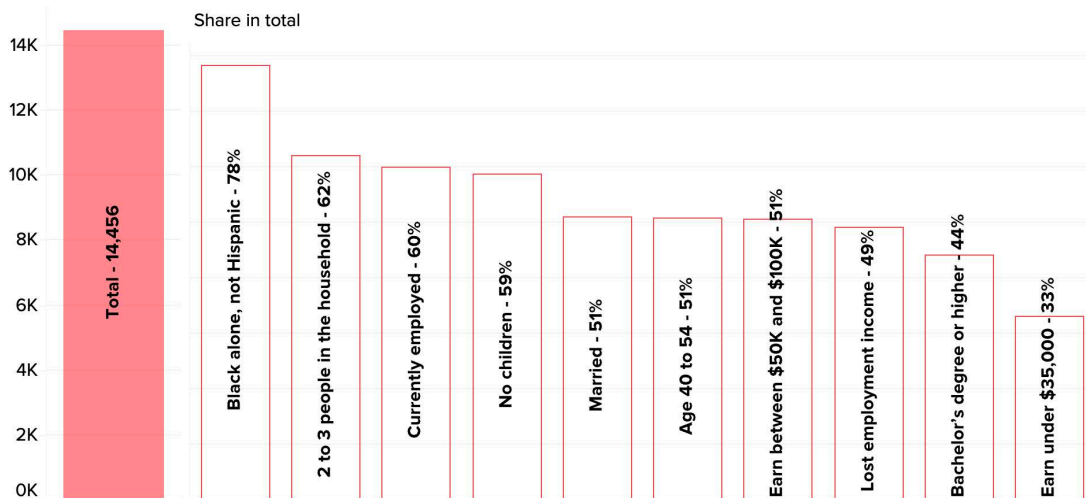 Share in total
14K
12K
10K
8K
6K
4K
2K
0K
Total - 14,456
Black alone, not Hispanic - 78%
2 to 3 people in the household - 62%
Currently employed - 60%
No children - 59%
Married - 51%
Age 40 to 54 - 51%
Earn between $50K and $100K - 51%
Lost employment income - 49%
Bachelor’s degree or higher - 44%
Earn under $35,000 - 33%